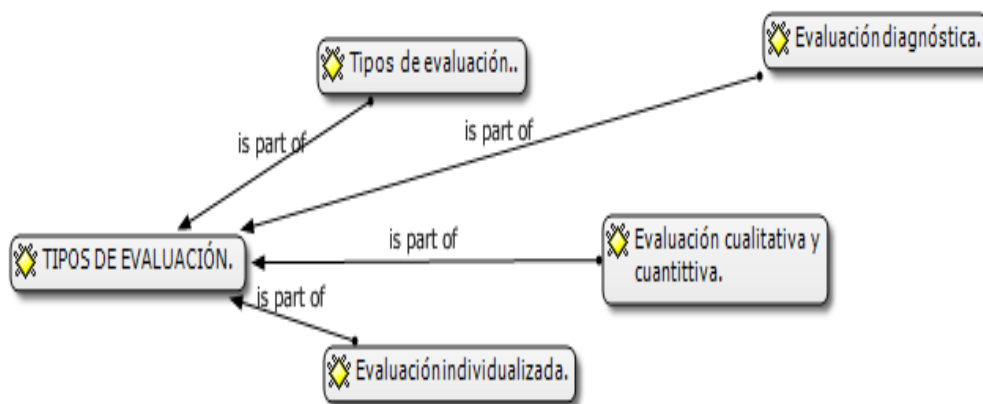 Evaluación diagnóstica.
Tipos de evaluación..
is part of
is part of
TIPOS DE EVALUACIÓN.
is part of
Evaluación cualitativa y
cuantittiva.
is part of
Evaluación individualizada.